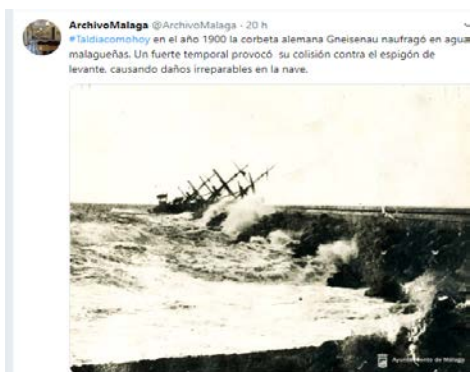 ArchivoMalaga @ArchivoMalaga · 20 h
#Taldiacomohoy en el año 1900 la corbeta alemana Gneisenau naufragó en agua
malagueñas. Un fuerte temporal provocó su colisión contra el espigón de
levante, causando daños irreparables en la nave.
Ayuntamiento de Málaga